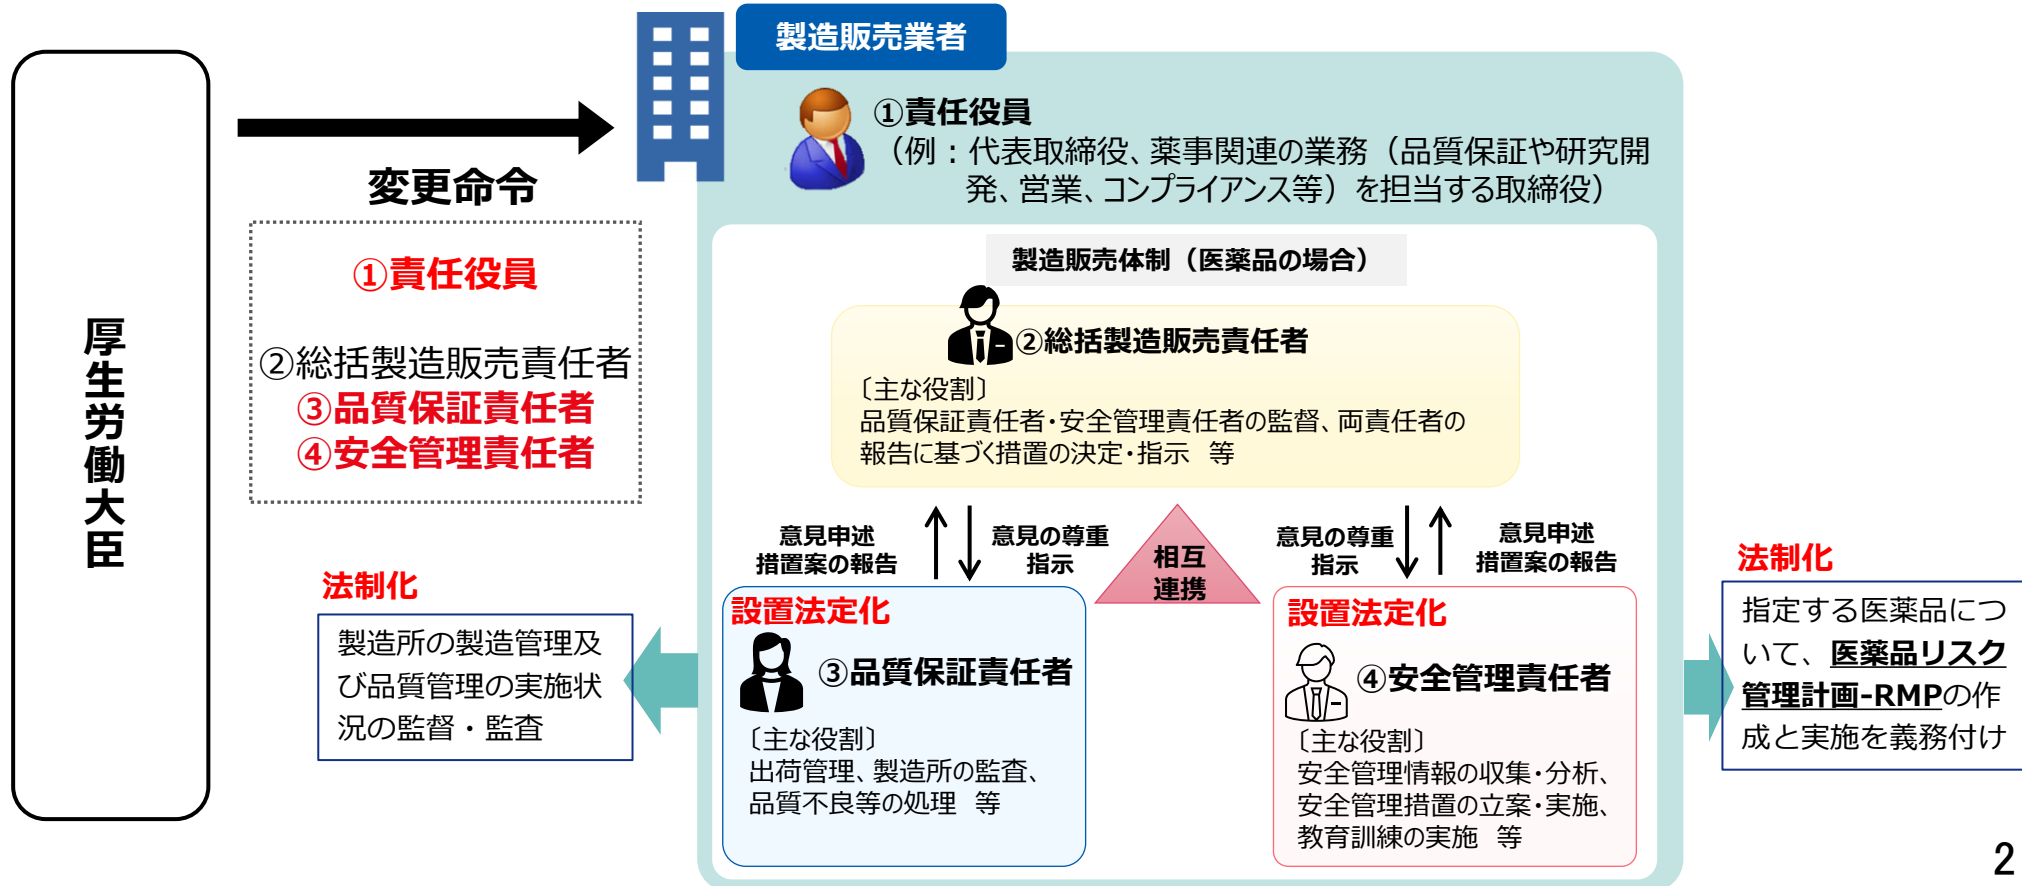 製造販売業者
①責任役員
（例：代表取締役、薬事関連の業務（品質保証や研究開
発、営業、コンプライアンス等）を担当する取締役）
厚生労働大臣
変更命令
①責任役員
②総括製造販売責任者
③品質保証責任者
④安全管理責任者
製造販売体制（医薬品の場合）
②総括製造販売責任者
〔主な役割〕
品質保証責任者・安全管理責任者の監督、両責任者の
報告に基づく措置の決定・指示 等
意見申述
措置案の報告
意見の尊重
指示
相互
連携
意見の尊重
指示
意見申述
措置案の報告
法制化
製造所の製造管理及
び品質管理の実施状
況の監督・監査
設置法定化
③品質保証責任者
〔主な役割〕
出荷管理、製造所の監査、
品質不良等の処理 等
設置法定化
④安全管理責任者
〔主な役割〕
安全管理情報の収集・分析、
安全管理措置の立案・実施、
教育訓練の実施 等
法制化
指定する医薬品につ
いて、医薬品リスク
管理計画-RMPの作
成と実施を義務付け
2